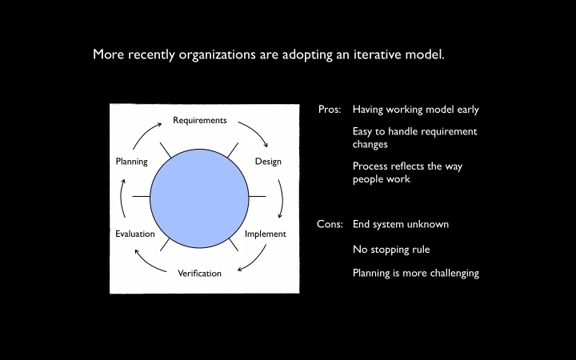 More recently organizations are adopting an iterative model.
Requirements
Planning
Design
Evaluation
Implement
Verification
Pros: Having working model early
Easy to handle requirement
changes
Process reflects the way
people work
Cons: End system unknown
No stopping rule
Planning is more challenging